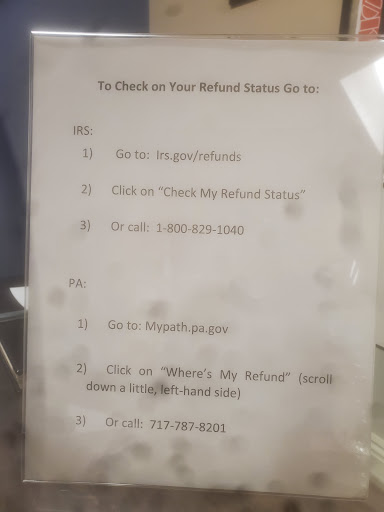 To Check on Your Refund Status Go to:
IRS:
1) Go to: Irs.gov/refunds
2) Click on “Check My Refund Status”
3) Or call: 1-800-829-1040
PA:
1) Go to: Mypath.pa.gov
2) Click on “Where’s My Refund” (scroll
down a little, left-hand side)
3) Or call: 717-787-8201